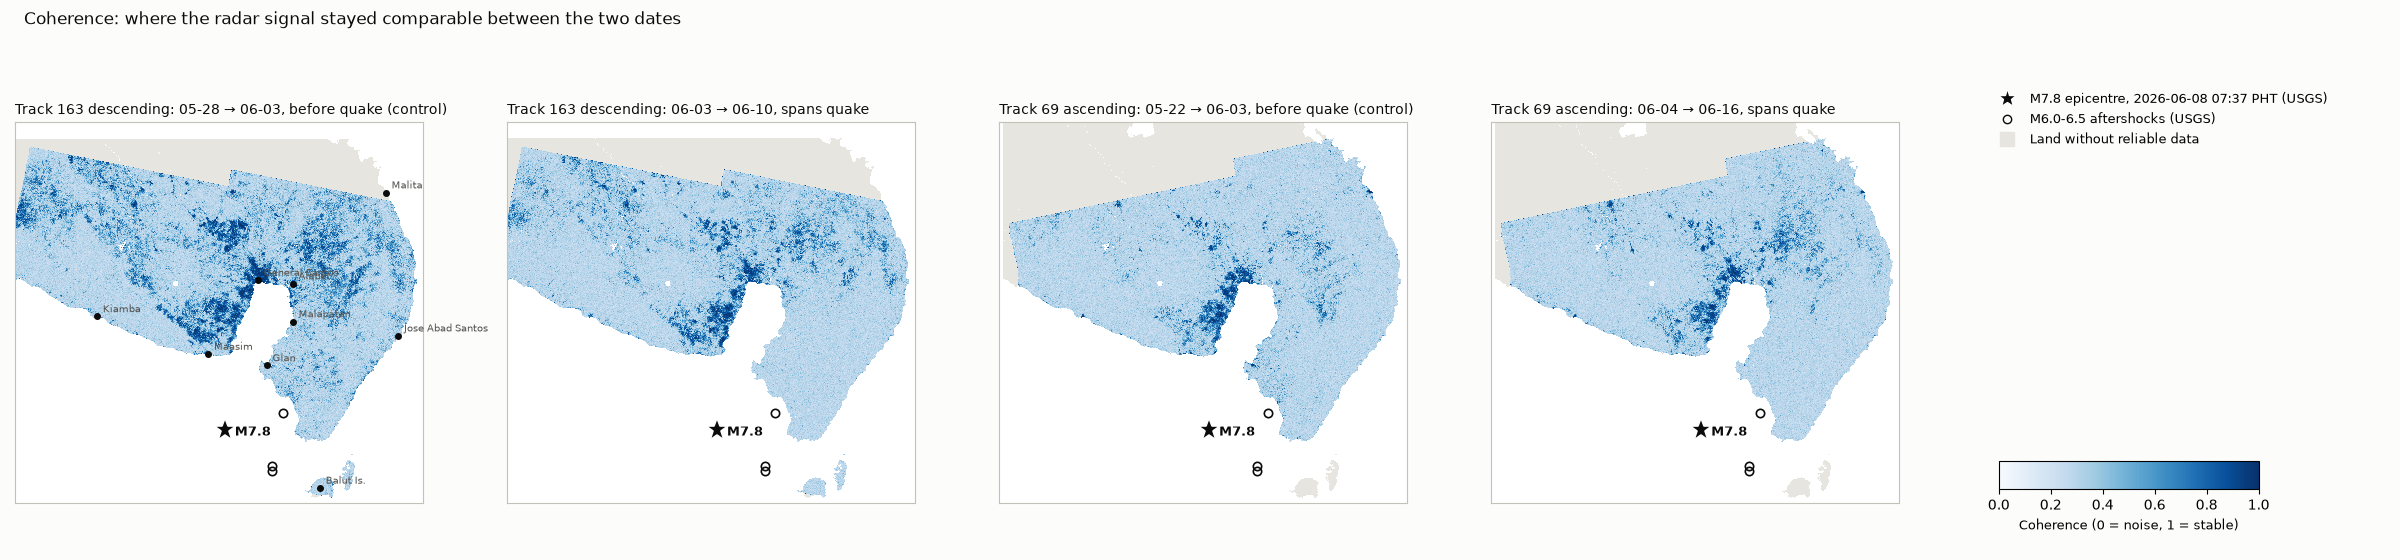 Coherence: where the radar signal stayed comparable between the two dates
Track 163 descending: 05-28 → 06-03, before quake (control)
Malita
Kiamba
Malapatan
Jose Abad Santos
Maasim
Glan
M7.8
Balut Is.
Track 163 descending: 06-03 → 06-10, spans quake
M7.8
Track 69 ascending: 05-22 → 06-03, before quake (control)
M7.8
Track 69 ascending: 06-04 → 06-16, spans quake
M7.8
M7.8 epicentre, 2026-06-08 07:37 PHT (USGS)
M6.0-6.5 aftershocks (USGS)
Land without reliable data
0.0 0.2 0.4 0.6 0.8 1.0
Coherence (0 = noise, 1 = stable)